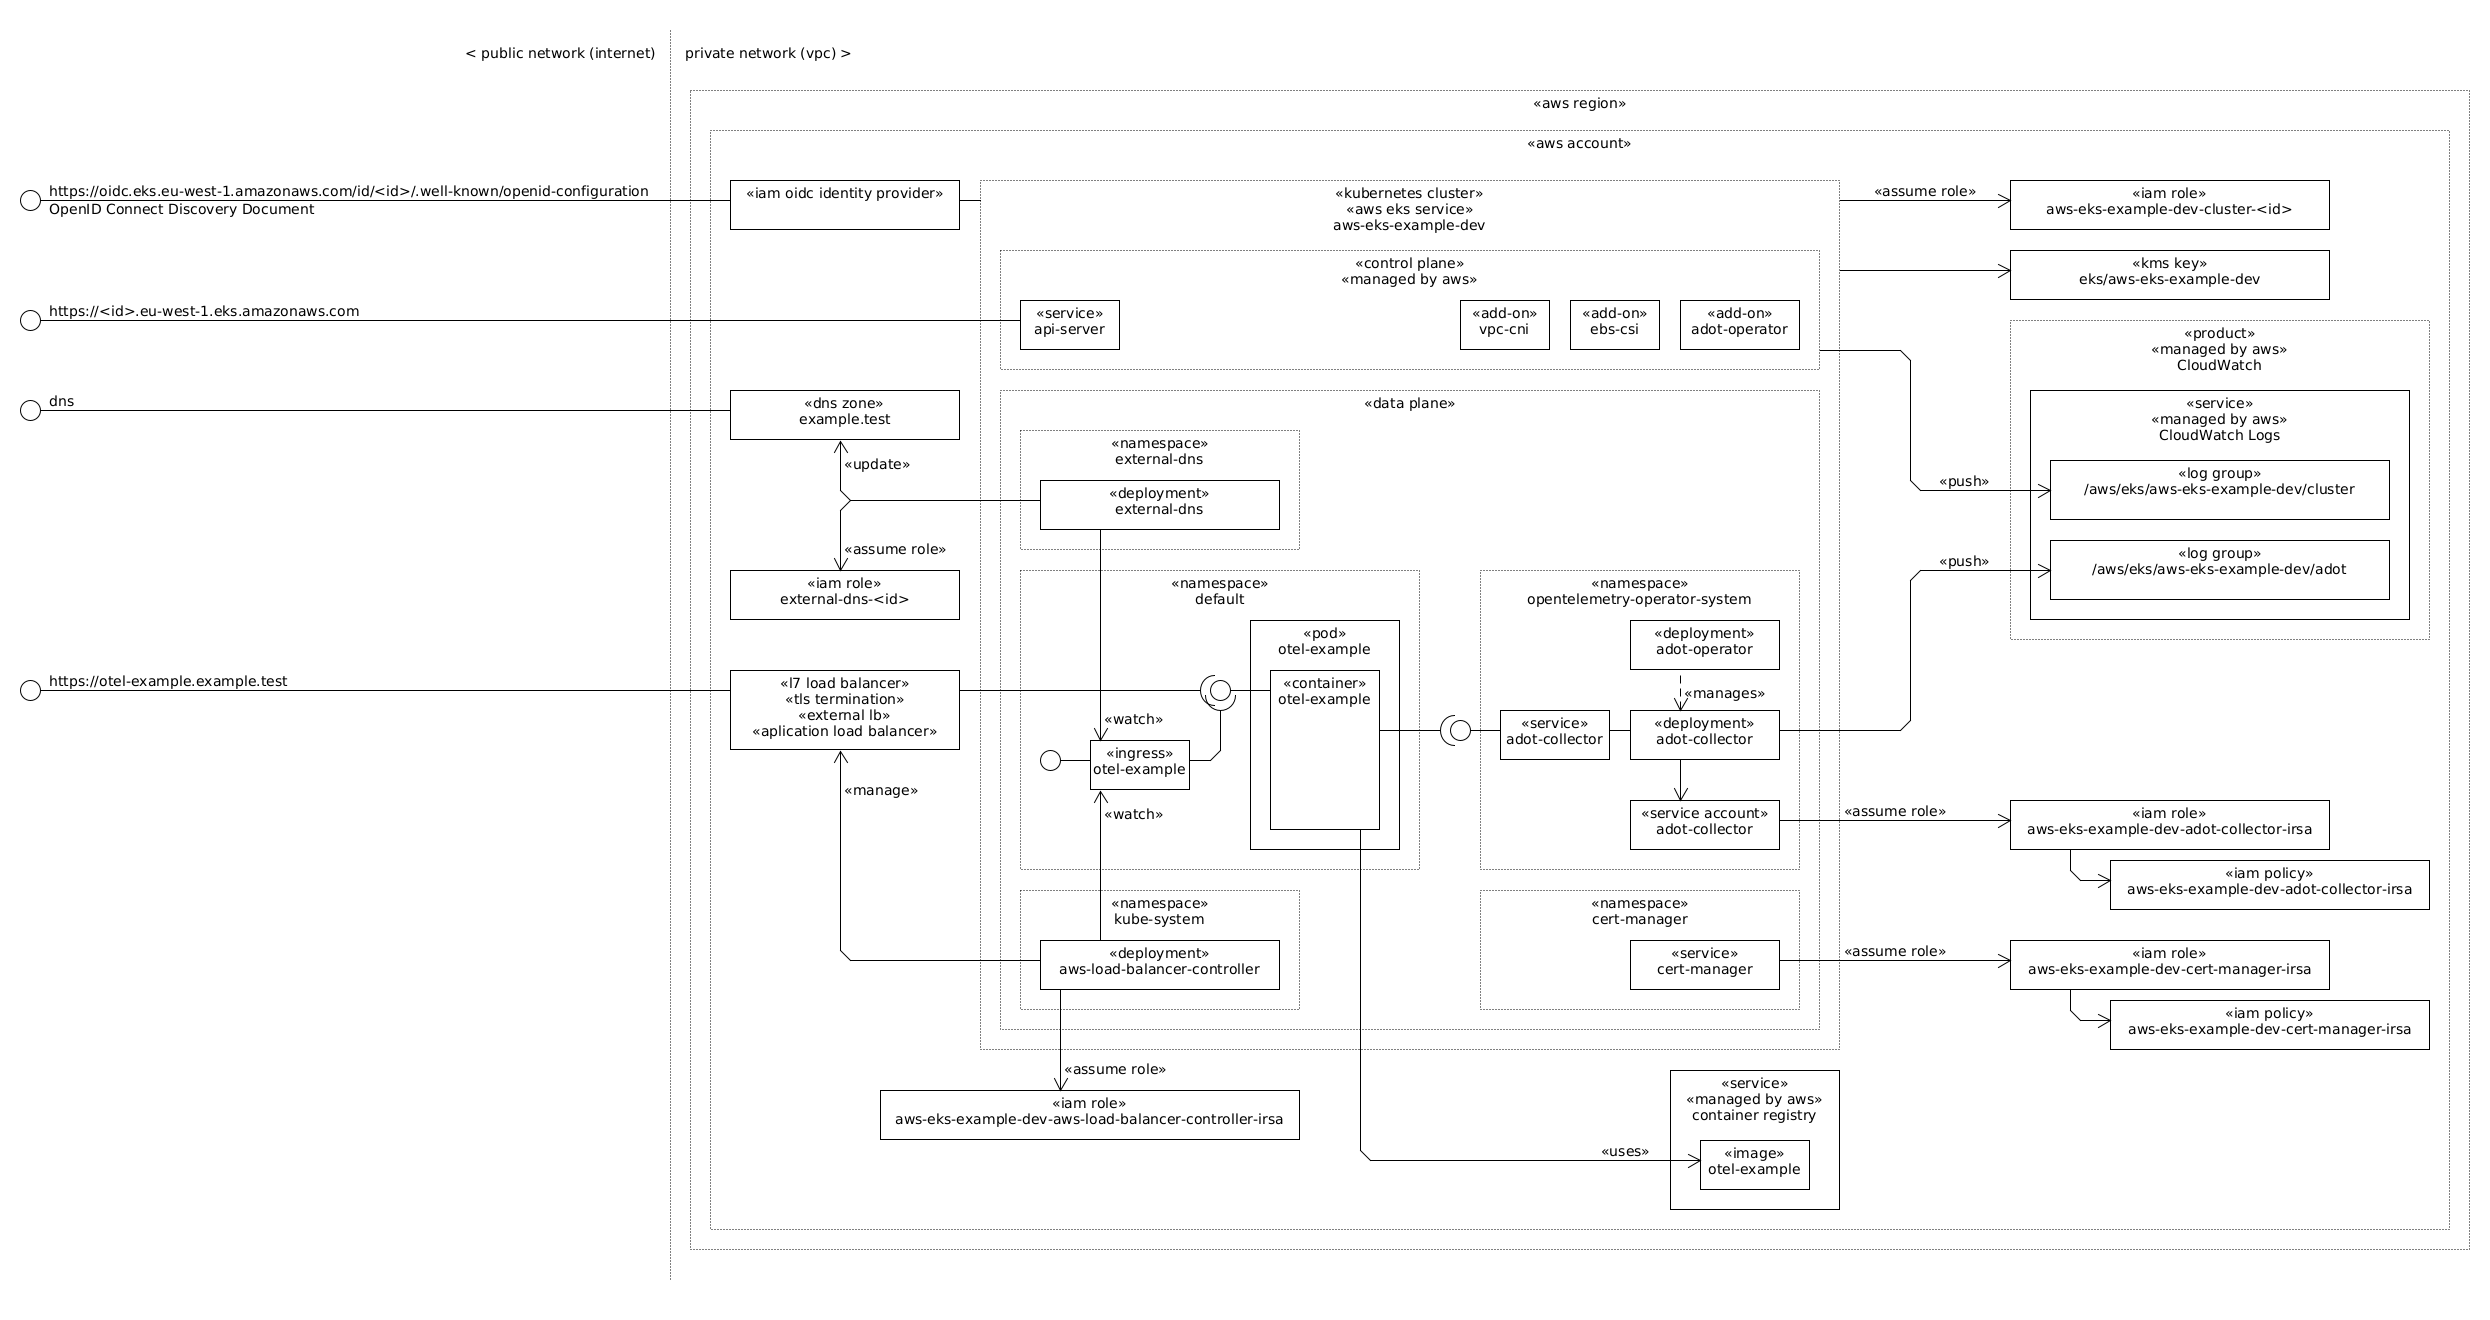 < public network (internet)
private network (vpc) >
«aws region»
«aws account»
https://oidc.eks.eu-west-1.amazonaws.com/id/<id>/.well-known/openid-configuration
OpenID Connect Discovery Document
«iam oidc identity provider»
«kubernetes cluster»
«aws eks service»
aws-eks-example-dev
«assume role»
«iam role»
aws-eks-example-dev-cluster-<id>
«control plane»
«managed by aws»
«kms key»
eks/aws-eks-example-dev
https://<id>.eu-west-1.eks.amazonaws.com
«service»
api-server
«add-on»
vpc-cni
«add-on»
ebs-csi
«add-on»
adot-operator
«product»
«managed by aws»
CloudWatch
dns
«dns zone»
example.test
«data plane»
«service»
«managed by aws»
CloudWatch Logs
«update»
«namespace»
external-dns
«deployment»
external-dns
«push»
«log group»
/aws/eks/aws-eks-example-dev/cluster
«assume role»
«push»
«log group»
/aws/eks/aws-eks-example-dev/adot
«iam role»
external-dns-<id>
«namespace»
default
«namespace»
opentelemetry-operator-system
«pod»
otel-example
«deployment»
adot-operator
https://otel-example.example.test
«l7 load balancer»
«tls termination»
«external lb»
«aplication load balancer»
«container»
otel-example
«manages»
«watch»
«service»
adot-collector
«deployment»
adot-collector
«ingress»
otel-example
«manage»
«watch»
«service account»
adot-collector
«assume role»
«iam role»
aws-eks-example-dev-adot-collector-irsa
«iam policy»
aws-eks-example-dev-adot-collector-irsa
«namespace»
kube-system
«namespace»
cert-manager
«deployment»
aws-load-balancer-controller
«service»
cert-manager
«assume role»
«iam role»
aws-eks-example-dev-cert-manager-irsa
«iam policy»
aws-eks-example-dev-cert-manager-irsa
«assume role»
«iam role»
aws-eks-example-dev-aws-load-balancer-controller-irsa
«service»
«managed by aws»
container registry
«uses»
«image»
otel-example